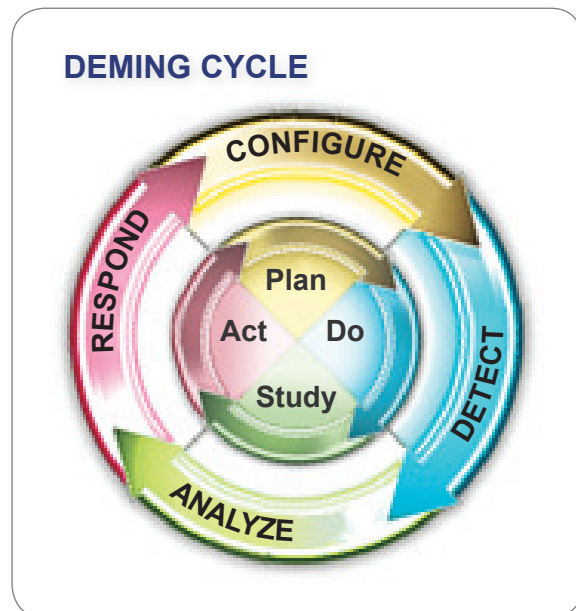 DEMING CYCLE
CONFIGURE
DETECT
ANALYZE
RESPOND
Plan
Do
Study
Act